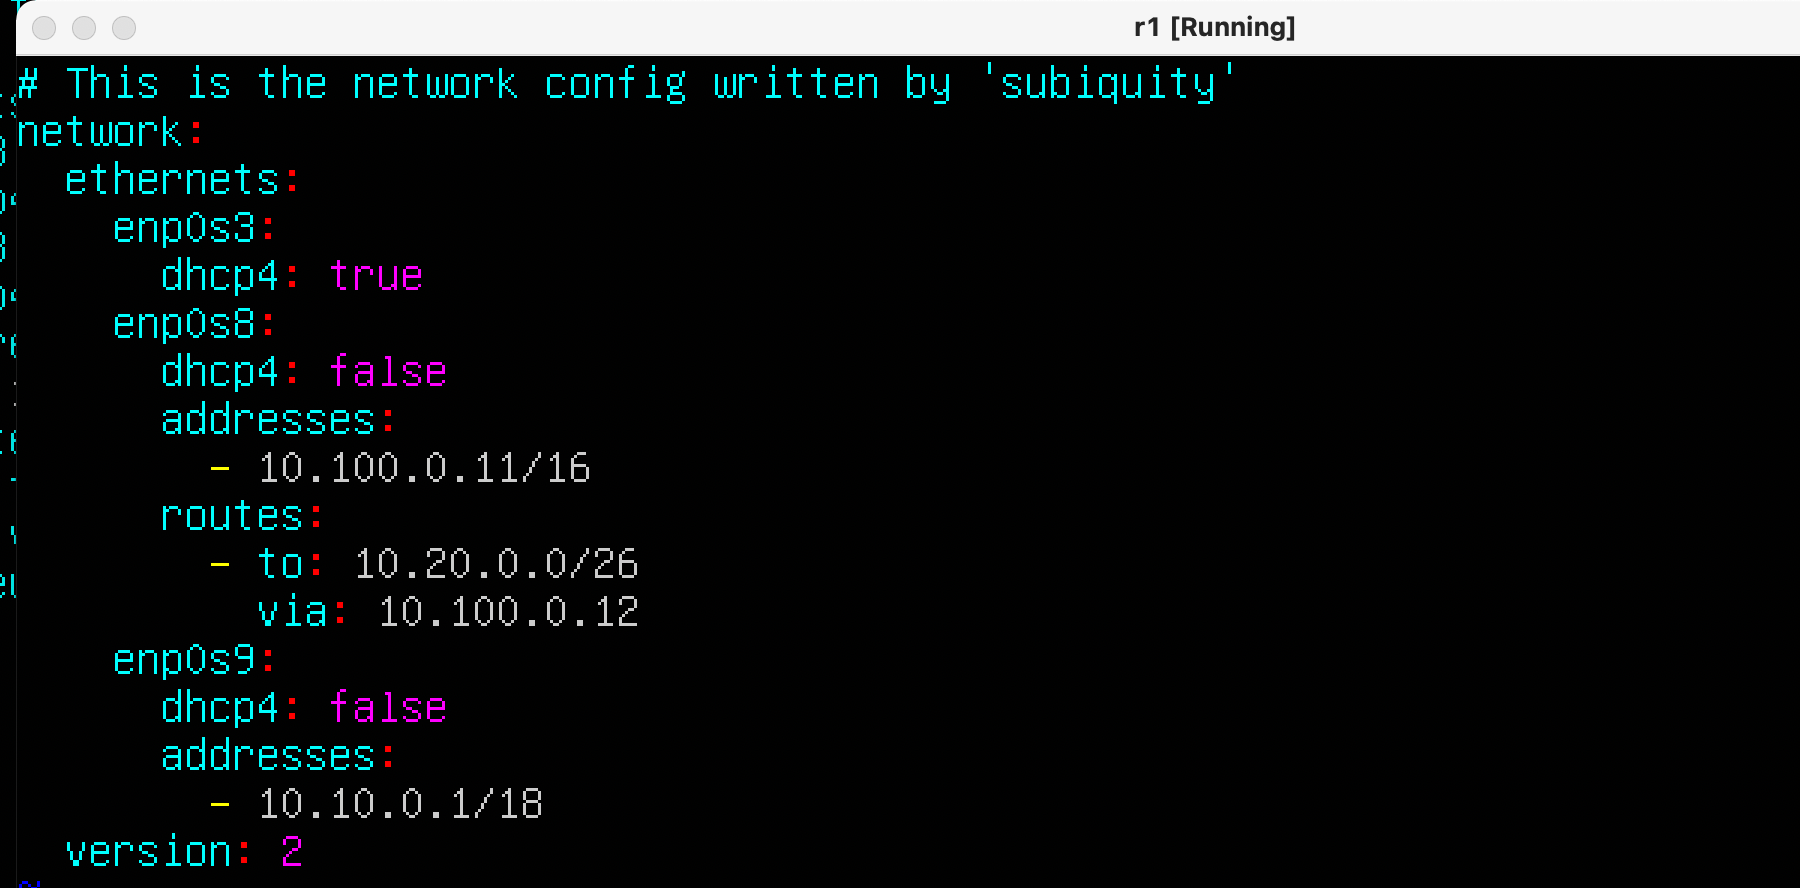 r1 [Running]
# This is the network config written by 'subiquity'
network:
  ethernets:
    enp0s3:
      dhcp4: true
    enp0s8:
      dhcp4: false
      addresses:
        - 10.100.0.11/16
      routes:
        - to: 10.20.0.0/26
          via: 10.100.0.12
    enp0s9:
      dhcp4: false
      addresses:
        - 10.10.0.1/18
  version: 2